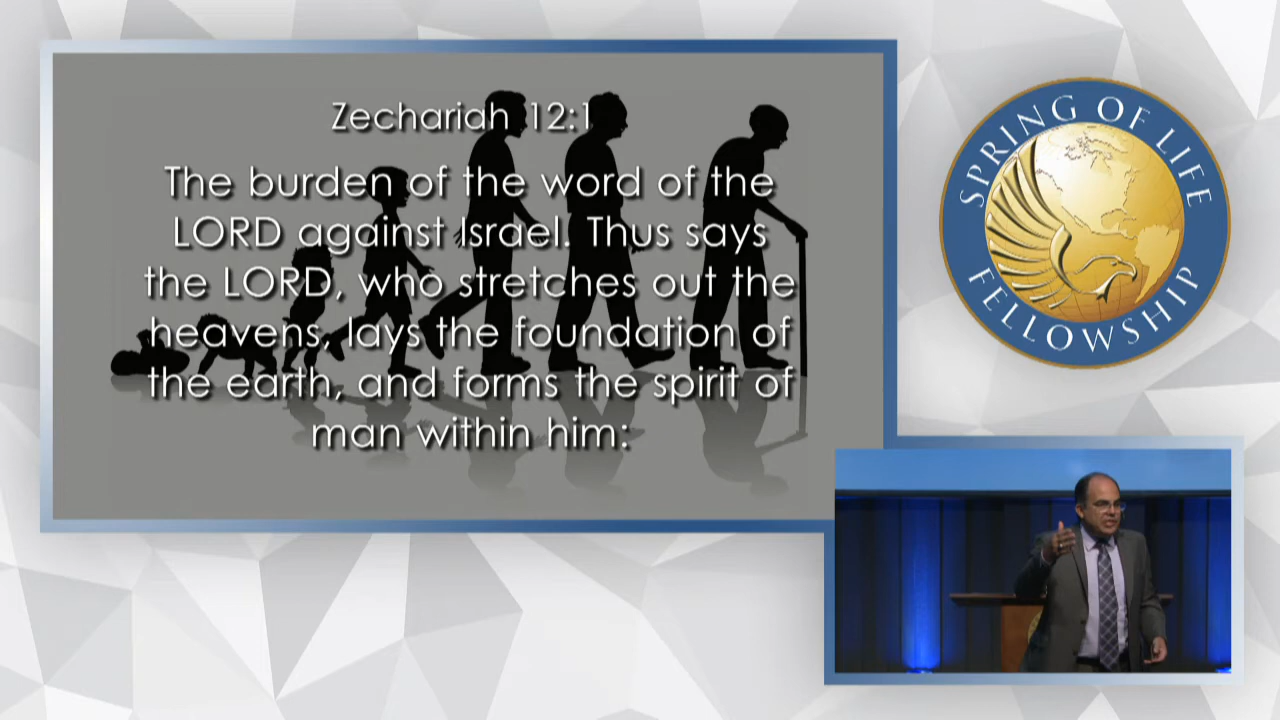 Zechariah 12:1
The burden of the word of the
LORD against Israel. Thus says
the LORD, who stretches out the
heavens, lays the foundation of
the earth, and forms the spirit of
man within him:
SPRING OF LIFE
FELLOWSHIP